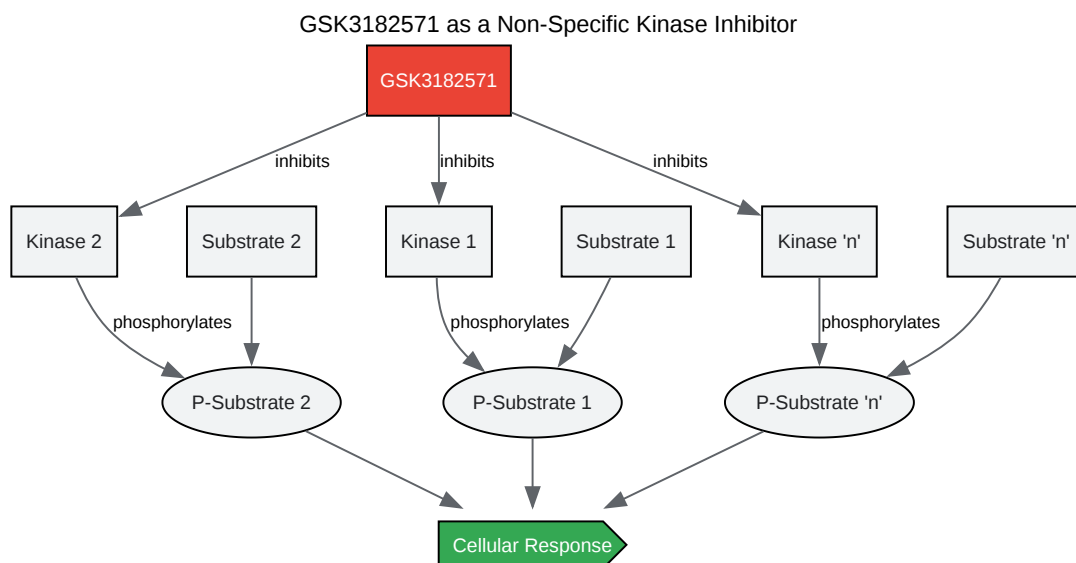 GSK3182571 as a Non-Specific Kinase Inhibitor
GSK3182571
inhibits
inhibits
inhibits
Kinase 2
Substrate 2
Kinase 1
Substrate 1
Kinase 'n'
Substrate 'n'
phosphorylates
phosphorylates
phosphorylates
P-Substrate 2
P-Substrate 1
P-Substrate 'n'
Cellular Response